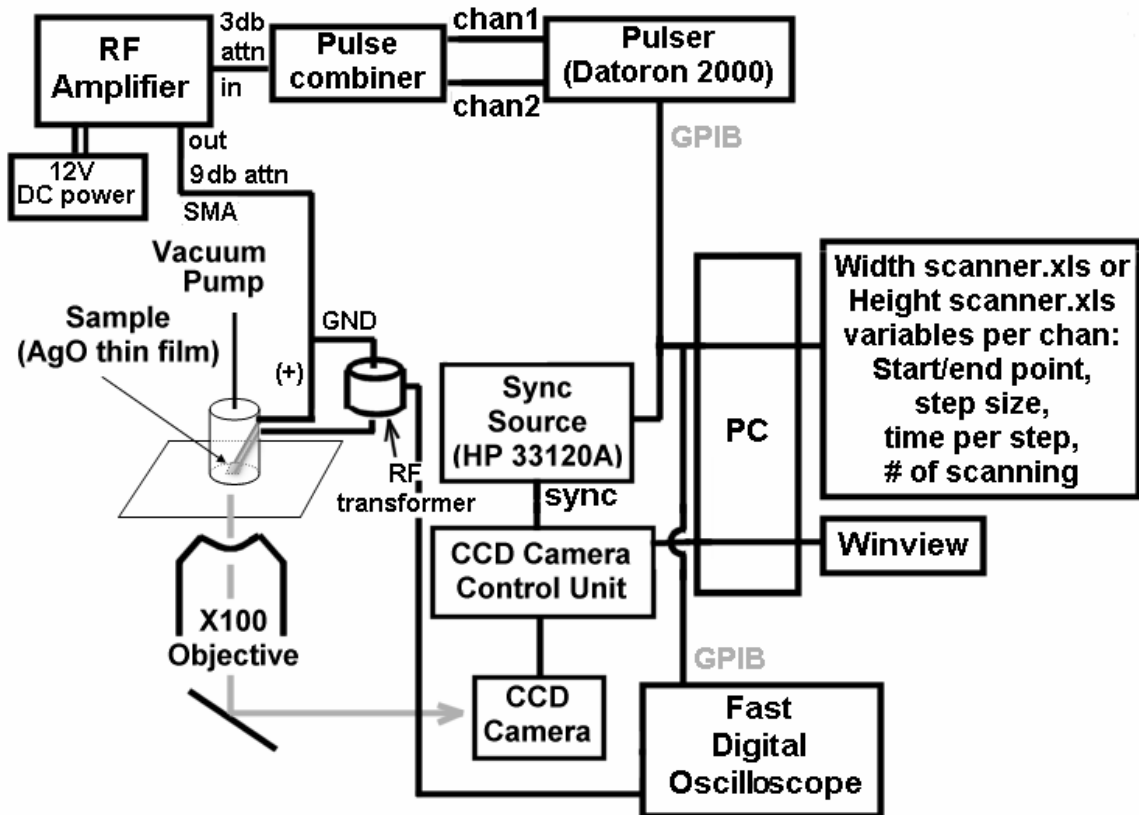 RF
Amplifier
3db
attn
in
Pulse
combiner
chan1
chan2
Pulser
(Datoron 2000)
GPIB
12V
DC power
out
9db attn
SMA
Vacuum
Pump
Sample
(AgO thin film)
GND
(+)
RF
transformer
Sync
Source
(HP 33120A)
sync
PC
Width scanner.xls or
Height scanner.xls
variables per chan:
Start/end point,
step size,
time per step,
# of scanning
CCD Camera
Control Unit
Winview
X100
Objective
CCD
Camera
GPIB
Fast
Digital
Oscilloscope